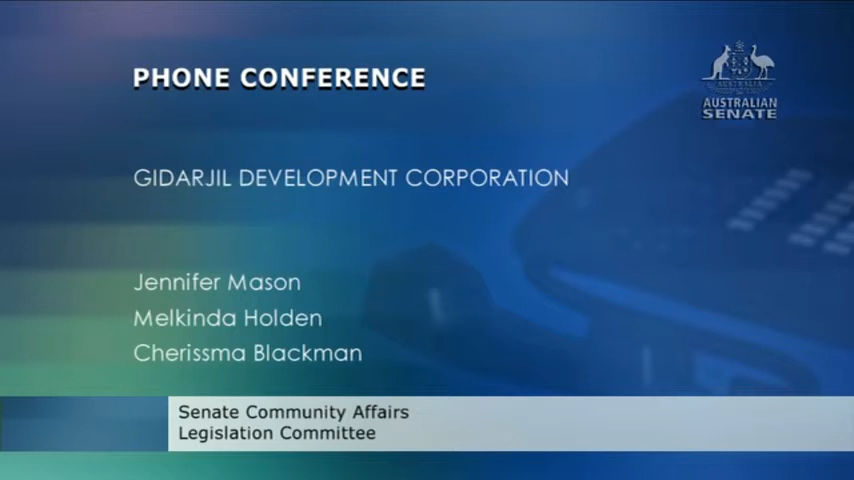 PHONE CONFERENCE
AUSTRALIAN
SENATE
GIDARJIL DEVELOPMENT CORPORATION
Jennifer Mason
Melkinda Holden
Cherissma Blackman
Senate Community Affairs
Legislation Committee